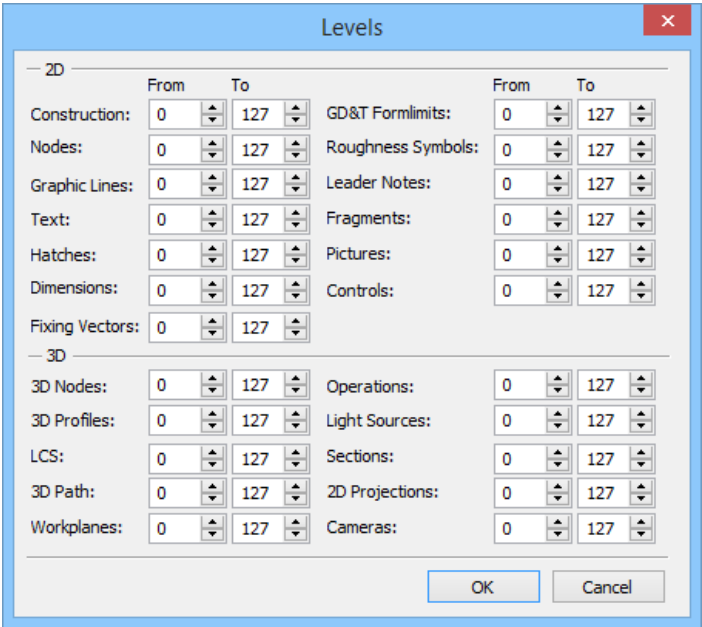 Levels
2D
From To From To
Construction: 0 127 GD&T Formlimits: 0 127
Nodes: 0 127 Roughness Symbols: 0 127
Graphic Lines: 0 127 Leader Notes: 0 127
Text: 0 127 Fragments: 0 127
Hatches: 0 127 Pictures: 0 127
Dimensions: 0 127 Controls: 0 127
Fixing Vectors: 0 127
3D
3D Nodes: 0 127 Operations: 0 127
3D Profiles: 0 127 Light Sources: 0 127
LCS: 0 127 Sections: 0 127
3D Path: 0 127 2D Projections: 0 127
Workplanes: 0 127 Cameras: 0 127
OK Cancel